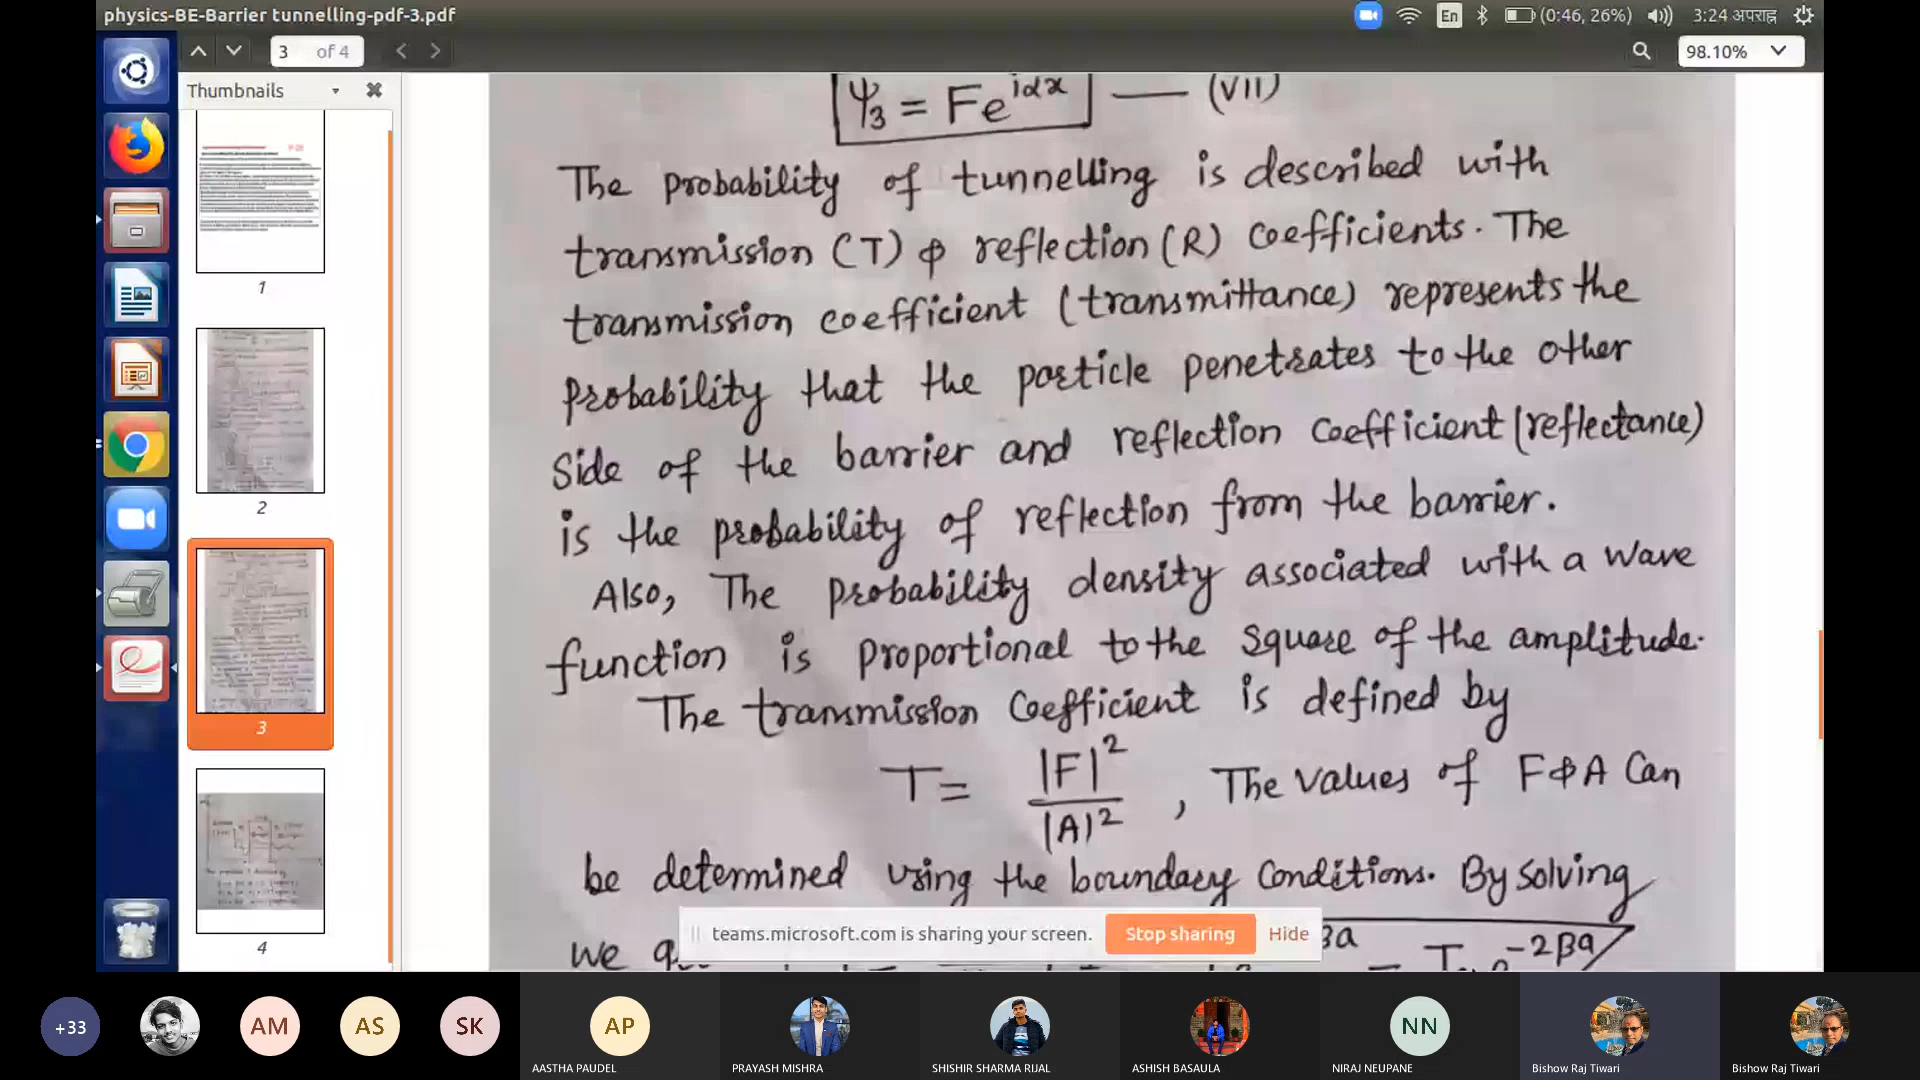 physics-BE-Barrier tunnelling-pdf-3.pdf
En (0:46, 26%) 3:24 अपराह्न
3 of 4
98.10%
Thumbnails
1
2
3
4
ψ₃ = Fe^{iαx} — (VII)
The probability of tunnelling is described with
transmission (T) & reflection (R) coefficients. The
transmission coefficient (transmittance) represents the
probability that the particle penetrates to the other
Side of the barrier and reflection coefficient (reflectance)
is the probability of reflection from the barrier.
Also, The probability density associated with a wave
function is proportional to the square of the amplitude.
The transmission Coefficient is defined by
T = |F|² / |A|² , The values of F & A Can
be determined using the boundary Conditions. By solving
we
e^{-2βa}
teams.microsoft.com is sharing your screen. Stop sharing Hide
+33 AM AS SK AP NN
AASTHA PAUDEL PRAYASH MISHRA SHISHIR SHARMA RIJAL ASHISH BASAULA NIRAJ NEUPANE Bishow Raj Tiwari Bishow Raj Tiwari